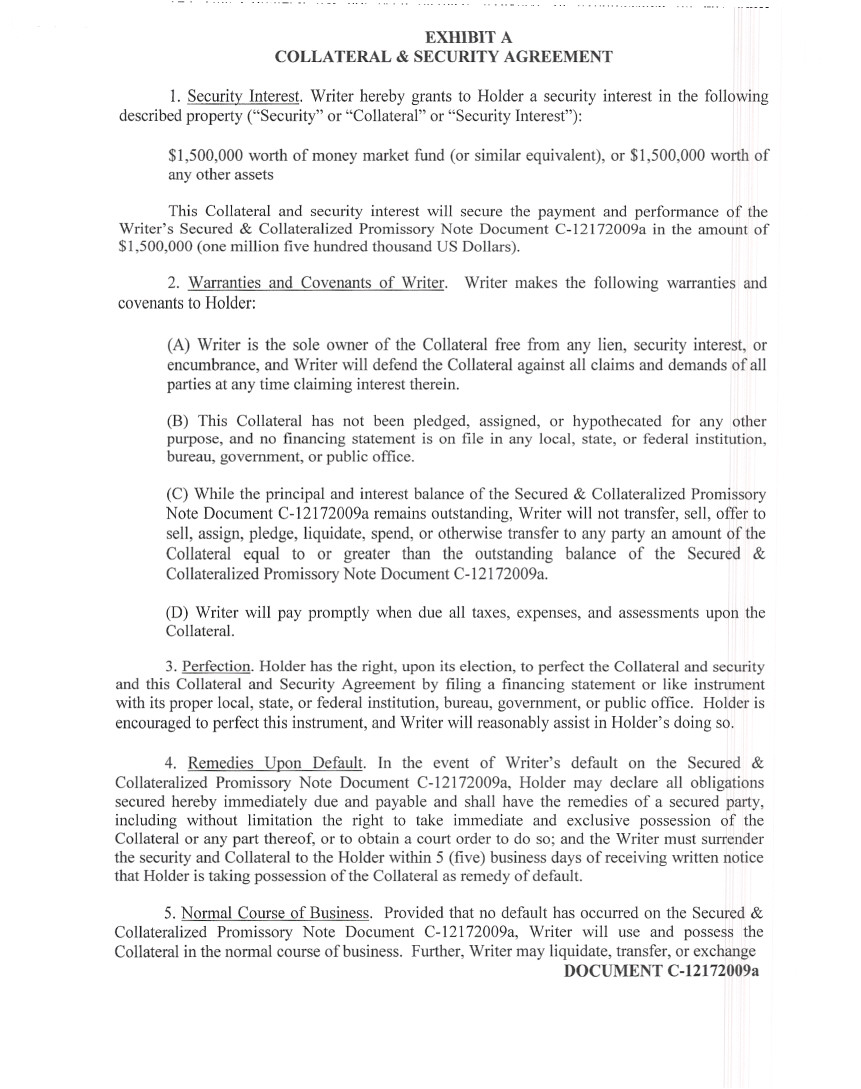 EXHIBIT A
COLLATERAL & SECURITY AGREEMENT
1. Security Interest. Writer hereby grants to Holder a security interest in the following
described property (“Security” or “Collateral” or “Security Interest”):
$1,500,000 worth of money market fund (or similar equivalent), or $1,500,000 worth of
any other assets
This Collateral and security interest will secure the payment and performance of the
Writer’s Secured & Collateralized Promissory Note Document C-12172009a in the amount of
$1,500,000 (one million five hundred thousand US Dollars).
2. Warranties and Covenants of Writer. Writer makes the following warranties and
covenants to Holder:
(A) Writer is the sole owner of the Collateral free from any lien, security interest, or
encumbrance, and Writer will defend the Collateral against all claims and demands of all
parties at any time claiming interest therein.
(B) This Collateral has not been pledged, assigned, or hypothecated for any other
purpose, and no financing statement is on file in any local, state, or federal institution,
bureau, government, or public office.
(C) While the principal and interest balance of the Secured & Collateralized Promissory
Note Document C-12172009a remains outstanding, Writer will not transfer, sell, offer to
sell, assign, pledge, liquidate, spend, or otherwise transfer to any party an amount of the
Collateral equal to or greater than the outstanding balance of the Secured &
Collateralized Promissory Note Document C-12172009a.
(D) Writer will pay promptly when due all taxes, expenses, and assessments upon the
Collateral.
3. Perfection. Holder has the right, upon its election, to perfect the Collateral and security
and this Collateral and Security Agreement by filing a financing statement or like instrument
with its proper local, state, or federal institution, bureau, government, or public office. Holder is
encouraged to perfect this instrument, and Writer will reasonably assist in Holder’s doing so.
4. Remedies Upon Default. In the event of Writer’s default on the Secured &
Collateralized Promissory Note Document C-12172009a, Holder may declare all obligations
secured hereby immediately due and payable and shall have the remedies of a secured party,
including without limitation the right to take immediate and exclusive possession of the
Collateral or any part thereof, or to obtain a court order to do so; and the Writer must surrender
the security and Collateral to the Holder within 5 (five) business days of receiving written notice
that Holder is taking possession of the Collateral as remedy of default.
5. Normal Course of Business. Provided that no default has occurred on the Secured &
Collateralized Promissory Note Document C-12172009a, Writer will use and possess the
Collateral in the normal course of business. Further, Writer may liquidate, transfer, or exchange
DOCUMENT C-12172009a